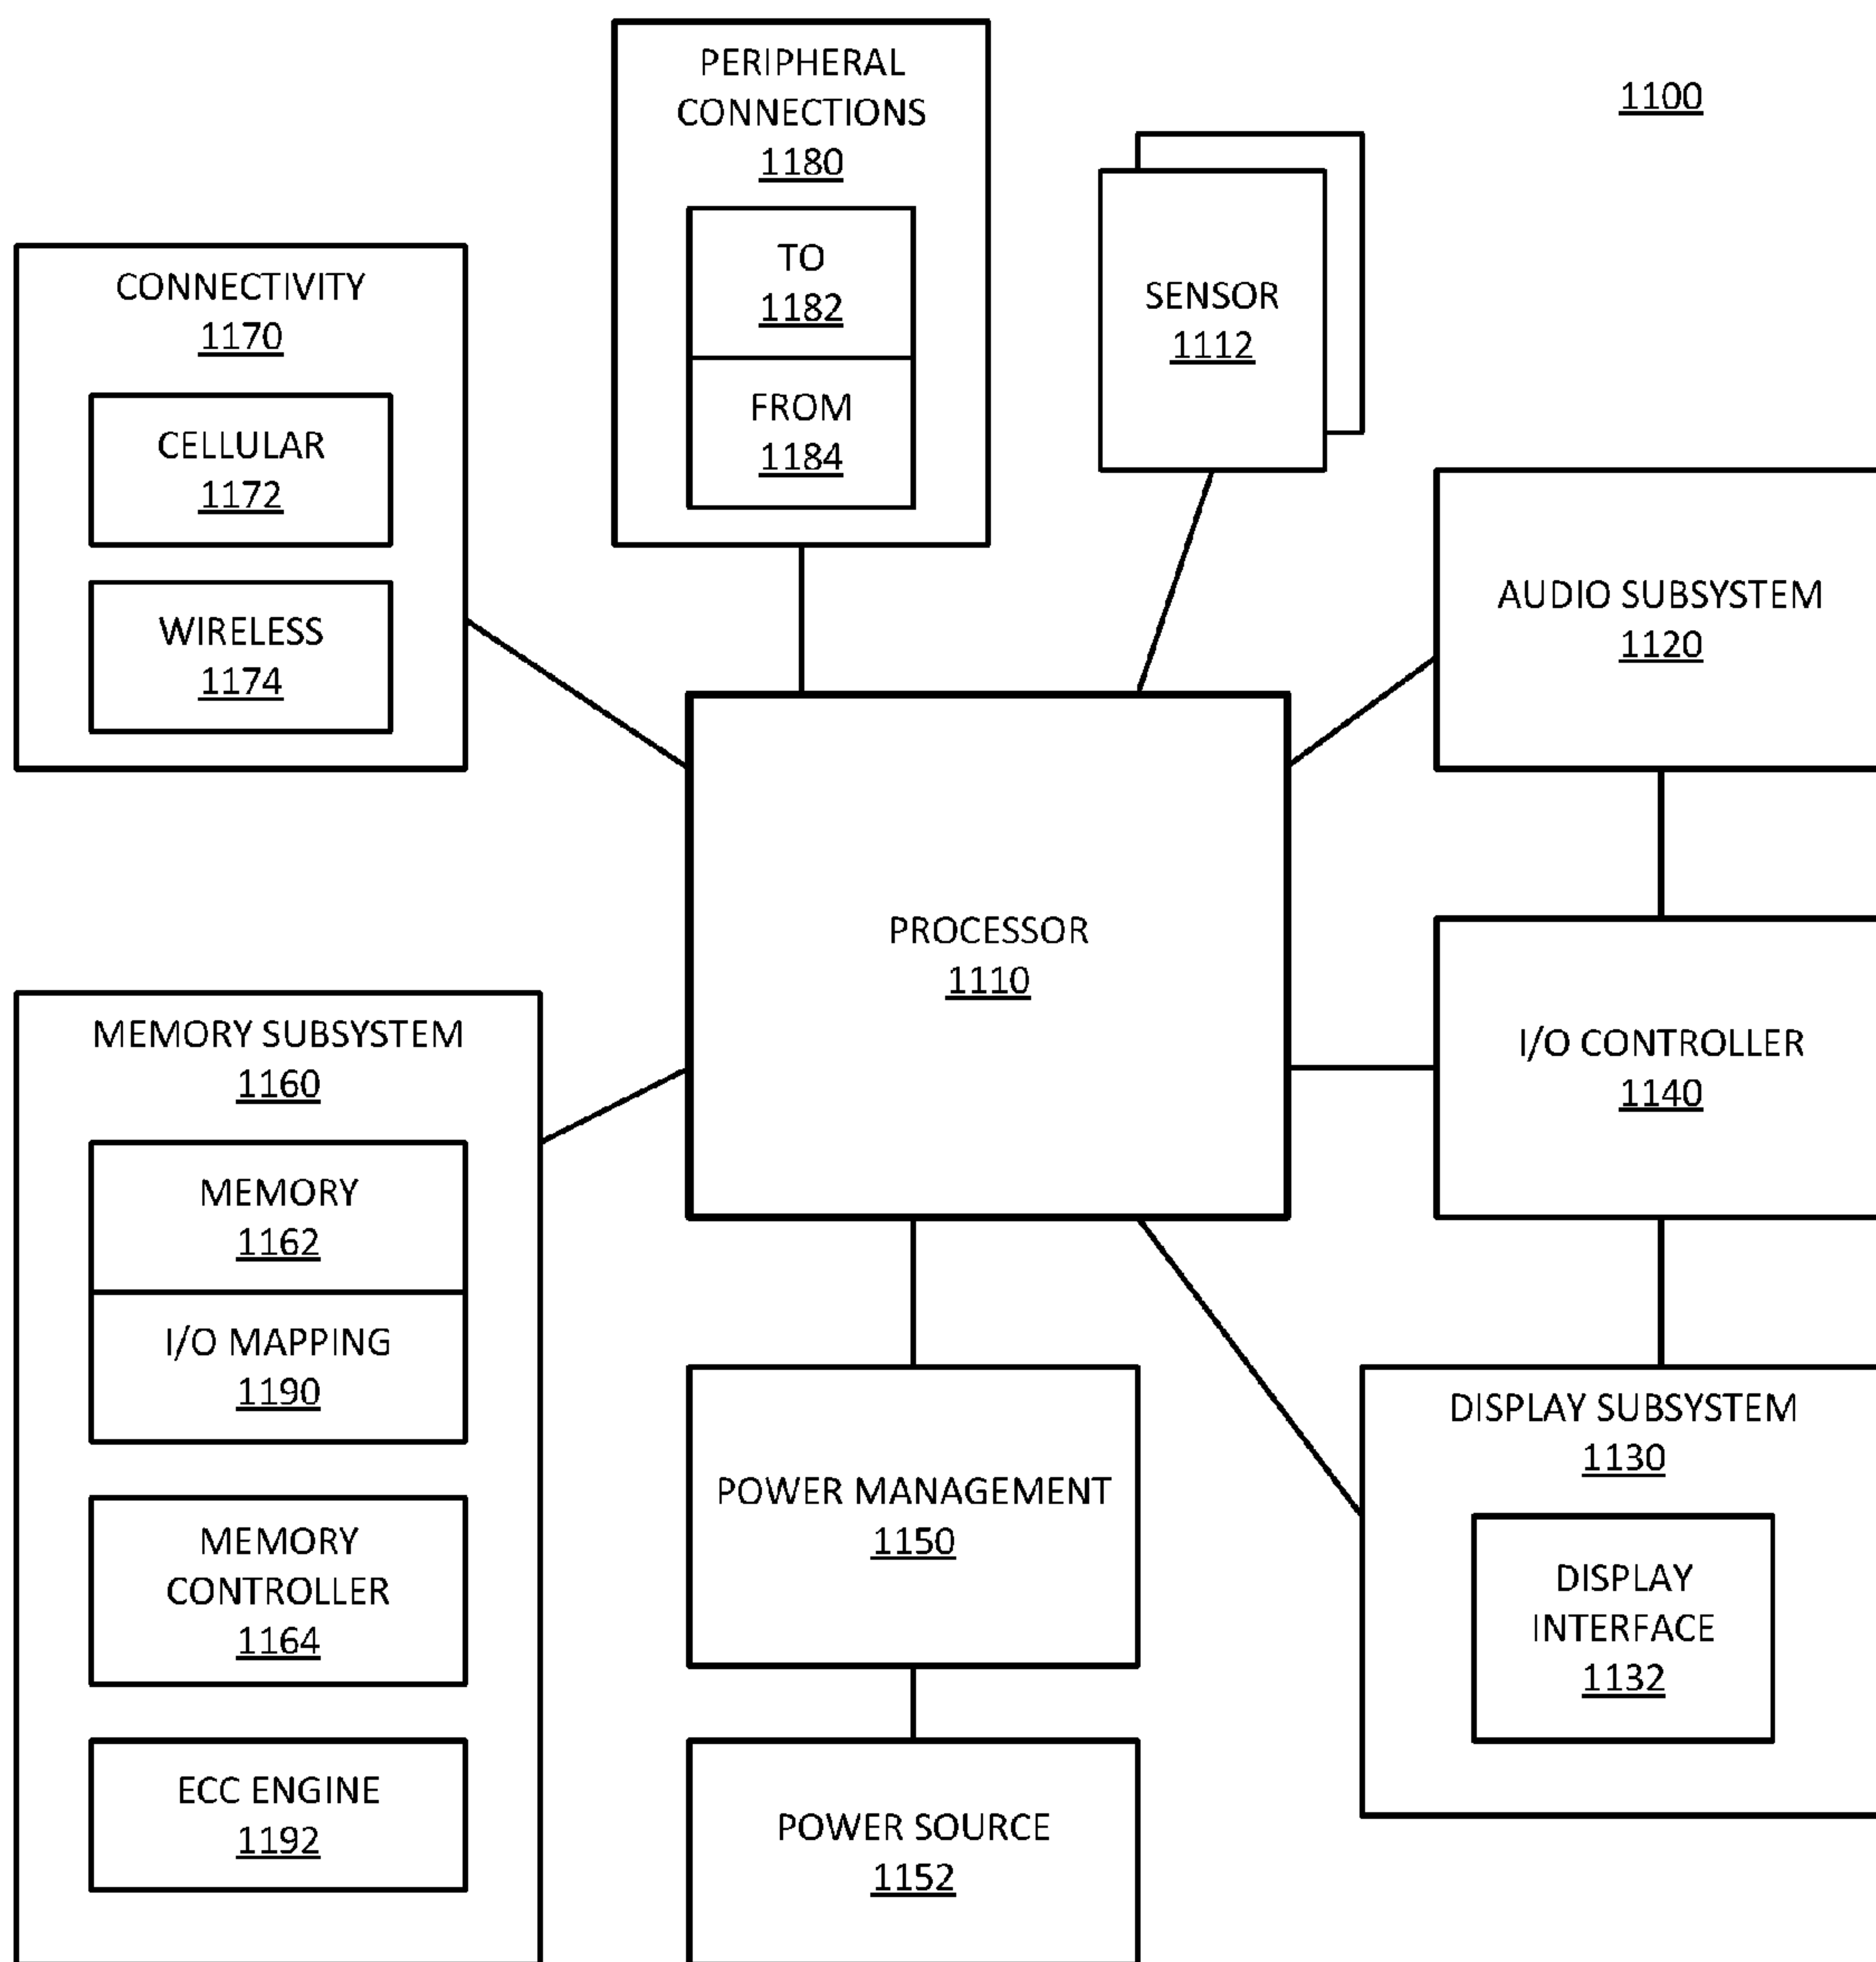 PERIPHERAL
CONNECTIONS
1180
TO
1182
FROM
1184
1100
SENSOR
1112
CONNECTIVITY
1170
CELLULAR
1172
WIRELESS
1174
AUDIO SUBSYSTEM
1120
PROCESSOR
1110
I/O CONTROLLER
1140
MEMORY SUBSYSTEM
1160
MEMORY
1162
I/O MAPPING
1190
MEMORY
CONTROLLER
1164
ECC ENGINE
1192
POWER MANAGEMENT
1150
POWER SOURCE
1152
DISPLAY SUBSYSTEM
1130
DISPLAY
INTERFACE
1132